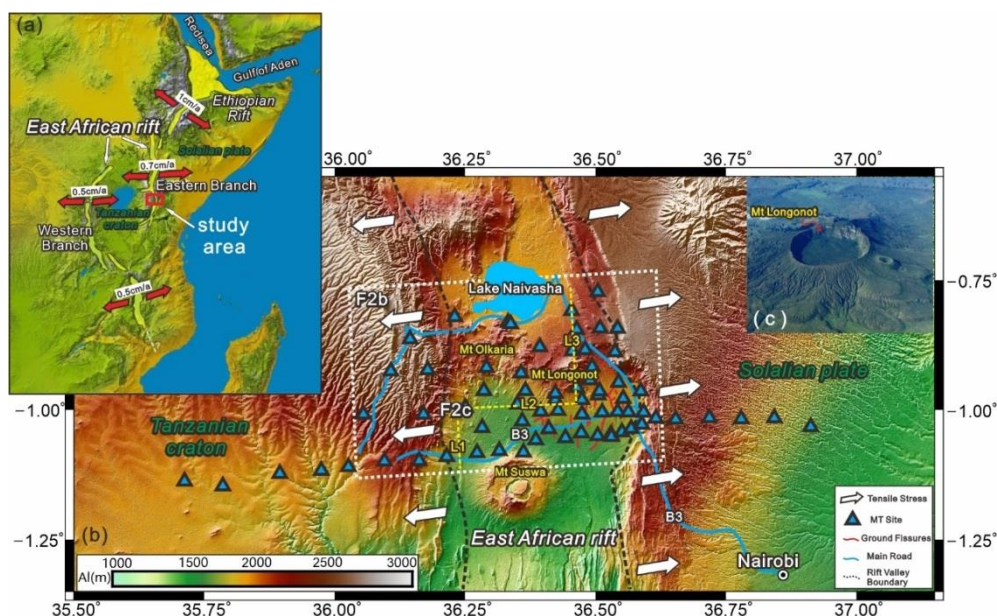 (a)
Red sea
Gulf of Aden
1cm/a
Ethiopian
Rift
East African rift
Solalian plate
0.7cm/a
0.5cm/a
Eastern Branch
Tanzanian
craton
study
area
Western
Branch
0.5cm/a
36.00°
36.25°
36.50°
36.75°
37.00°
Mt Longonot
(c)
F2b
Lake Naivasha
−0.75°
Mt Olkaria
L3
Mt Longonot
Solalian plate
F2c
L2
−1.00°
−1.00°
Tanzanian
craton
B3
L1
Mt Suswa
Tensile Stress
MT Site
Ground Fissures
Main Road
Rift Valley
Boundary
B3
(b)
East African rift
Nairobi
−1.25°
−1.25°
1000
1500
2000
2500
3000
Al(m)
35.50°
35.75°
36.00°
36.25°
36.50°
36.75°
37.00°